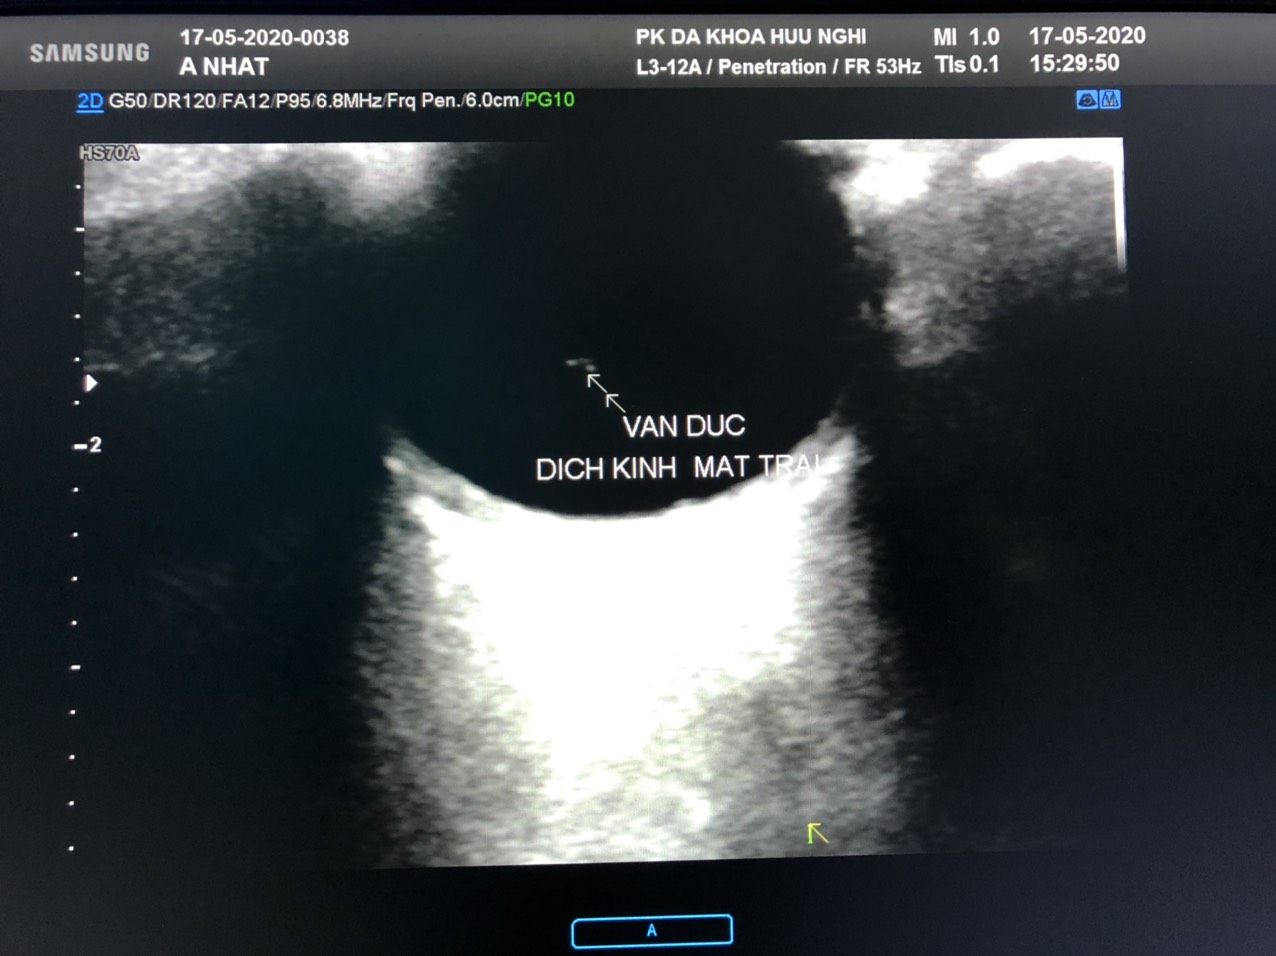 SAMSUNG
17-05-2020-0038
A NHAT
PK DA KHOA HUU NGHI
L3-12A / Penetration / FR 53Hz
MI 1.0
TIs 0.1
17-05-2020
15:29:50
2D G50/DR120/FA12/P95/6.8MHz/Frq Pen./6.0cm/PG10
HS70A
VAN DUC
DICH KINH MAT TRAI
2
A